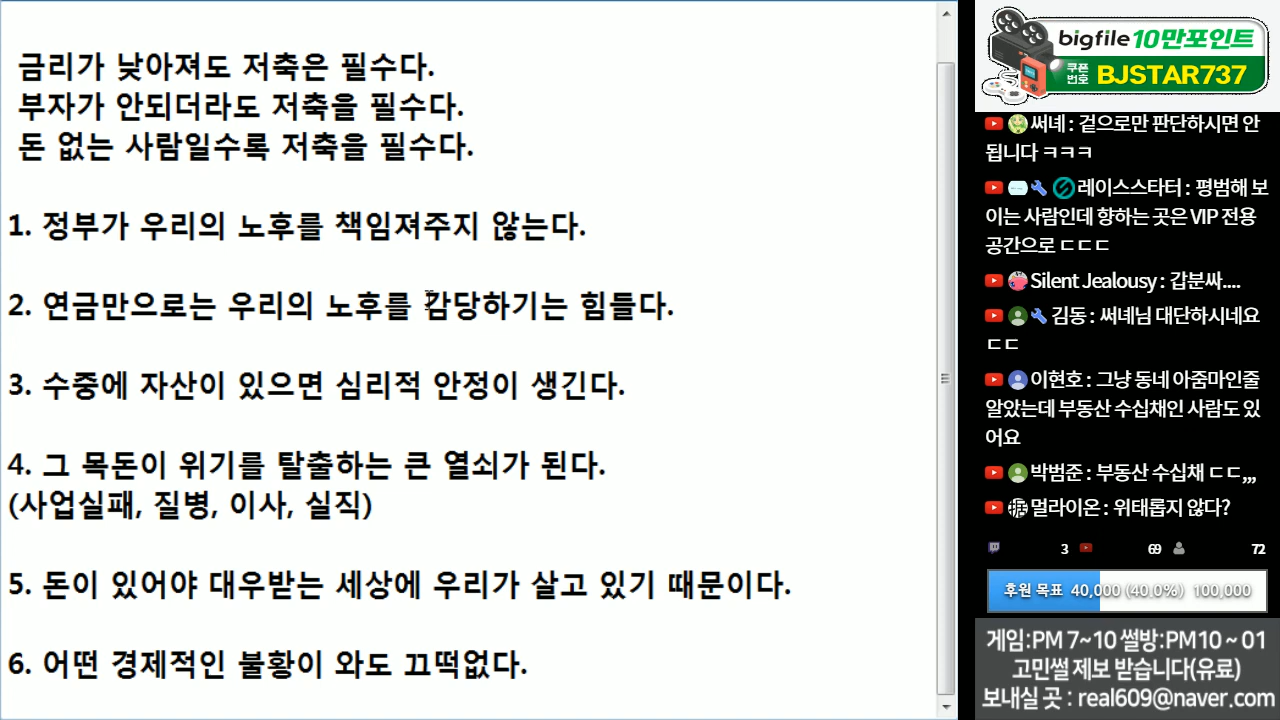 금리가 낮아져도 저축은 필수다.
부자가 안되더라도 저축을 필수다.
돈 없는 사람일수록 저축을 필수다.
1. 정부가 우리의 노후를 책임져주지 않는다.
2. 연금만으로는 우리의 노후를 감당하기는 힘들다.
3. 수중에 자산이 있으면 심리적 안정이 생긴다.
4. 그 목돈이 위기를 탈출하는 큰 열쇠가 된다.
(사업실패, 질병, 이사, 실직)
5. 돈이 있어야 대우받는 세상에 우리가 살고 있기 때문이다.
6. 어떤 경제적인 불황이 와도 끄떡없다.
bigfile 10만포인트
쿠폰
번호 BJSTAR737
써녜 : 겉으로만 판단하시면 안
됩니다 ㅋㅋㅋ
레이스스타터 : 평범해 보
이는 사람인데 향하는 곳은 VIP 전용
공간으로 ㄷㄷㄷ
Silent Jealousy : 갑분싸....
김동 : 써녜님 대단하시네요
ㄷㄷ
이현호 : 그냥 동네 아줌마인줄
알았는데 부동산 수십채인 사람도 있
어요
박범준 : 부동산 수십채 ㄷㄷ,,,
멀라이온 : 위태롭지 않다?
3 69 72
후원 목표 40,000 (40.0%) 100,000
게임:PM 7~10 썰방:PM10 ~ 01
고민썰 제보 받습니다(유료)
보내실 곳 : real609@naver.com